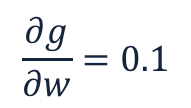 ∂g/∂w = 0.1